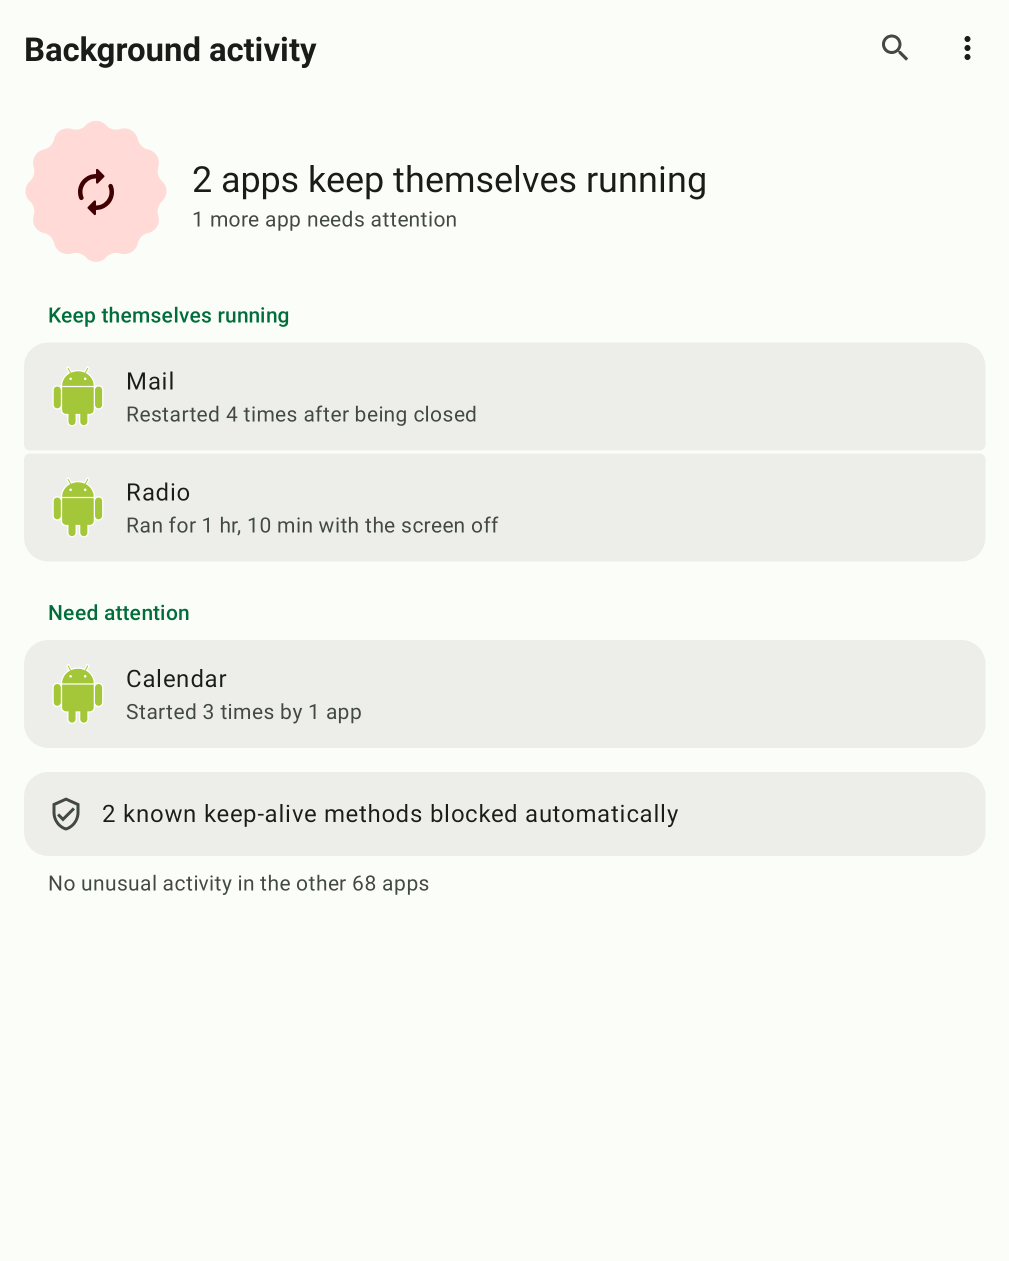 Background activity
2 apps keep themselves running
1 more app needs attention
Keep themselves running
Mail
Restarted 4 times after being closed
Radio
Ran for 1 hr, 10 min with the screen off
Need attention
Calendar
Started 3 times by 1 app
2 known keep-alive methods blocked automatically
No unusual activity in the other 68 apps